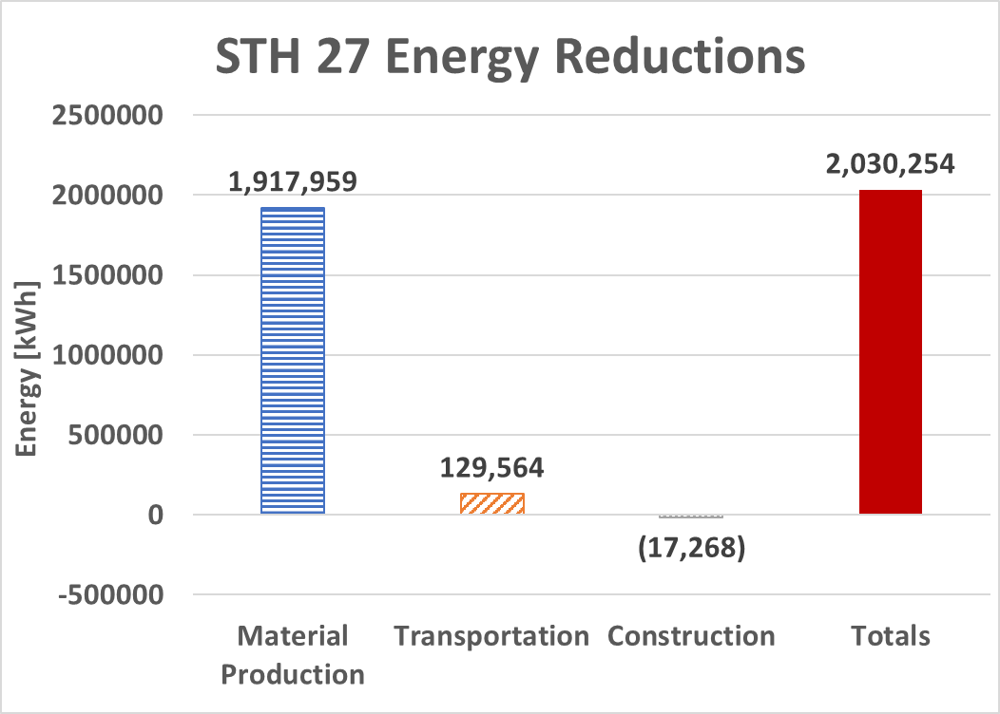 STH 27 Energy Reductions
Energy [kWh]
2500000
2000000
1500000
1000000
500000
0
-500000
1,917,959
129,564
(17,268)
2,030,254
Material
Production
Transportation
Construction
Totals